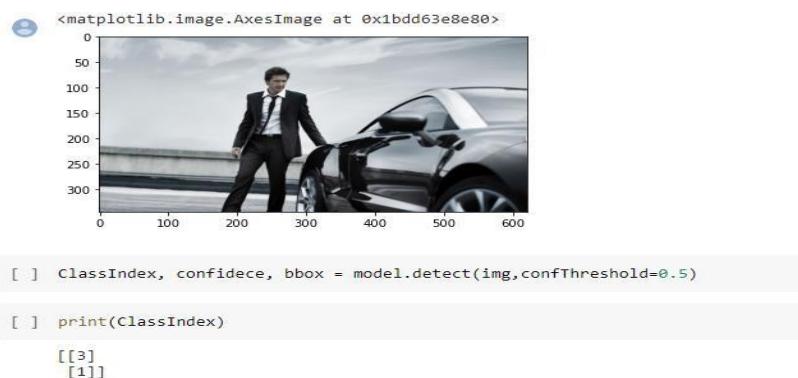 <matplotlib.image.AxesImage at 0x1bdd63e8e80>
0
50
100
150
200
250
300
0 100 200 300 400 500 600
[ ] ClassIndex, confidece, bbox = model.detect(img,confThreshold=0.5)
[ ] print(ClassIndex)
[[3]
[1]]